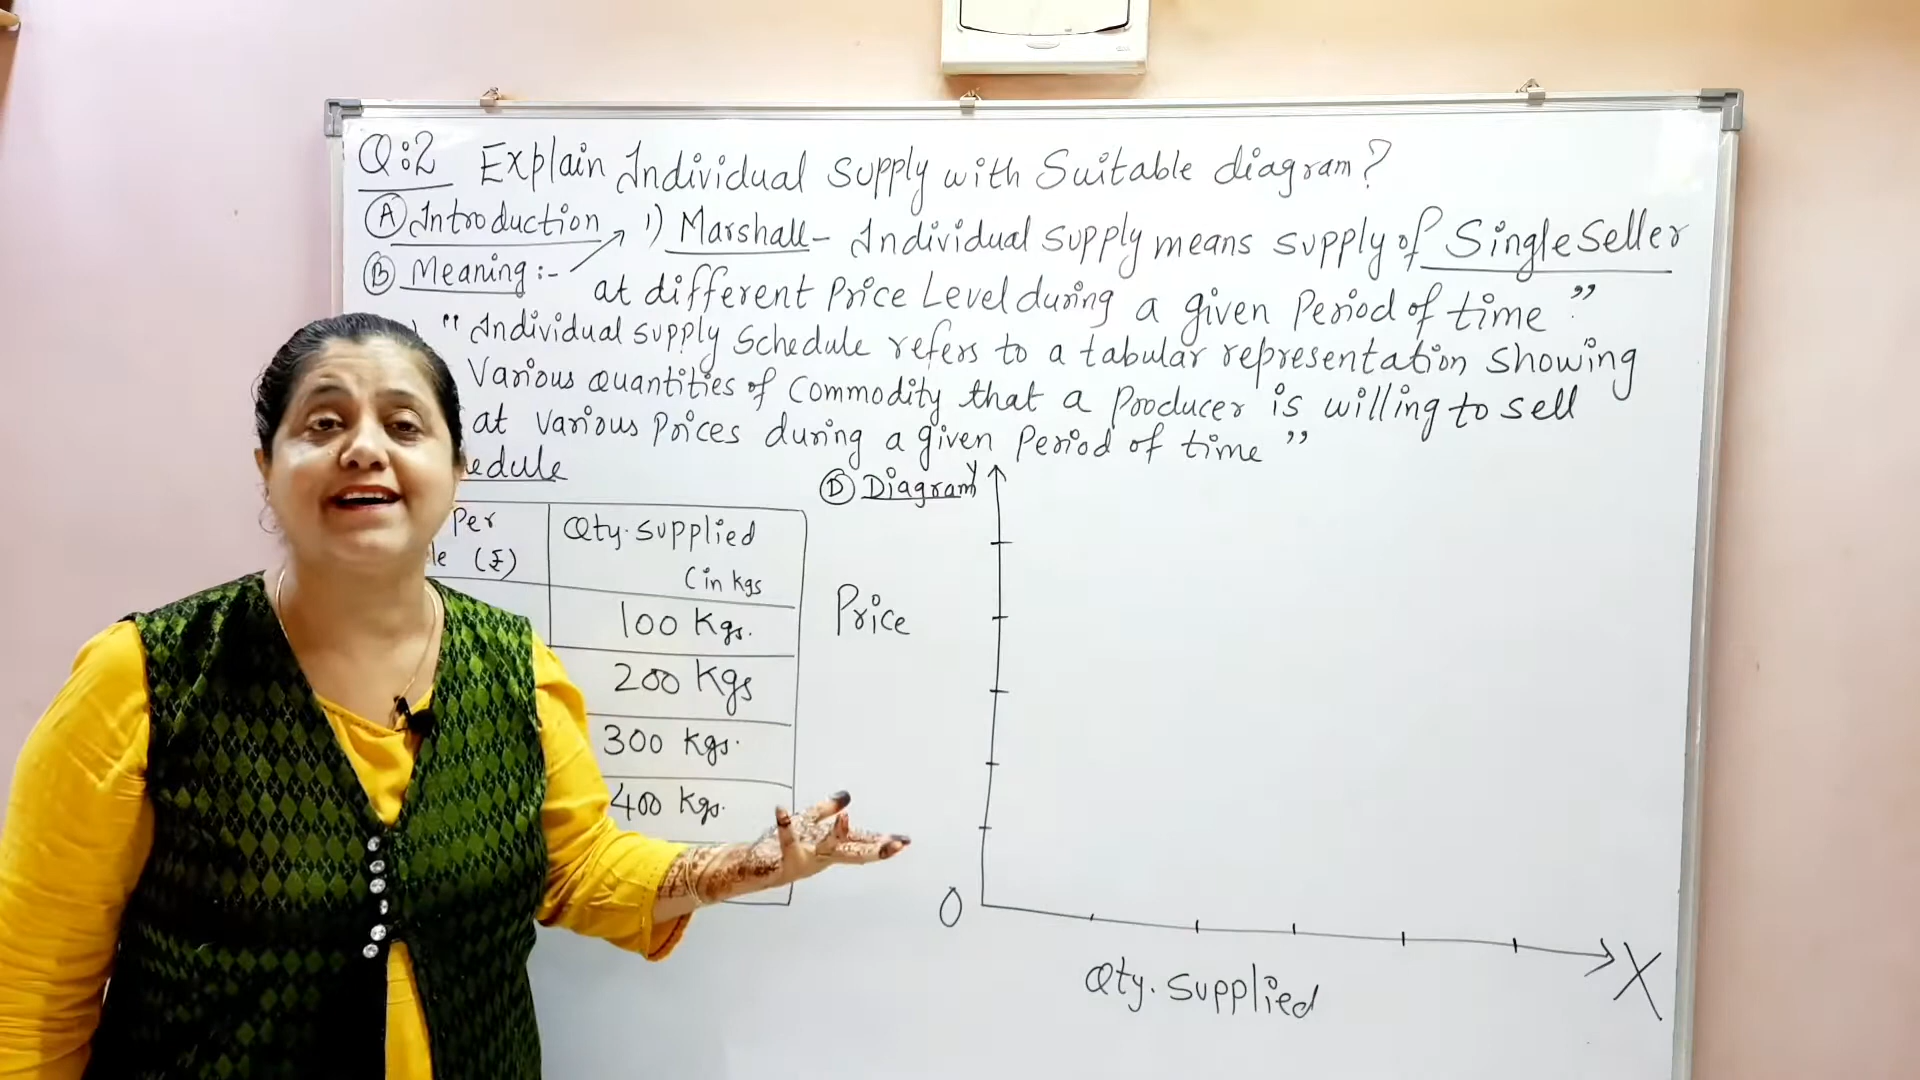 Q:2 Explain Individual Supply with Suitable diagram?
(A) Introduction
1) Marshall - Individual Supply means supply of Single Seller
(B) Meaning :-
at different Price Level during a given Period of time"
" Individual Supply Schedule refers to a tabular representation showing
Various quantities of Commodity that a Producer is willing to sell
at Various Prices during a given Period of time"
edule
(D) Diagram
Y
Per
le (₹)
Qty. Supplied
(in kgs
100 Kgs.
200 Kgs
300 Kgs.
400 Kgs.
Price
O
X
Qty. Supplied